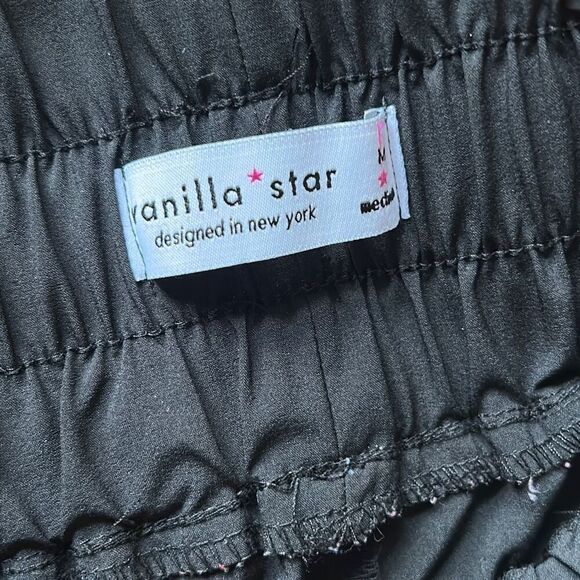 vanilla*star
designed in new york
M